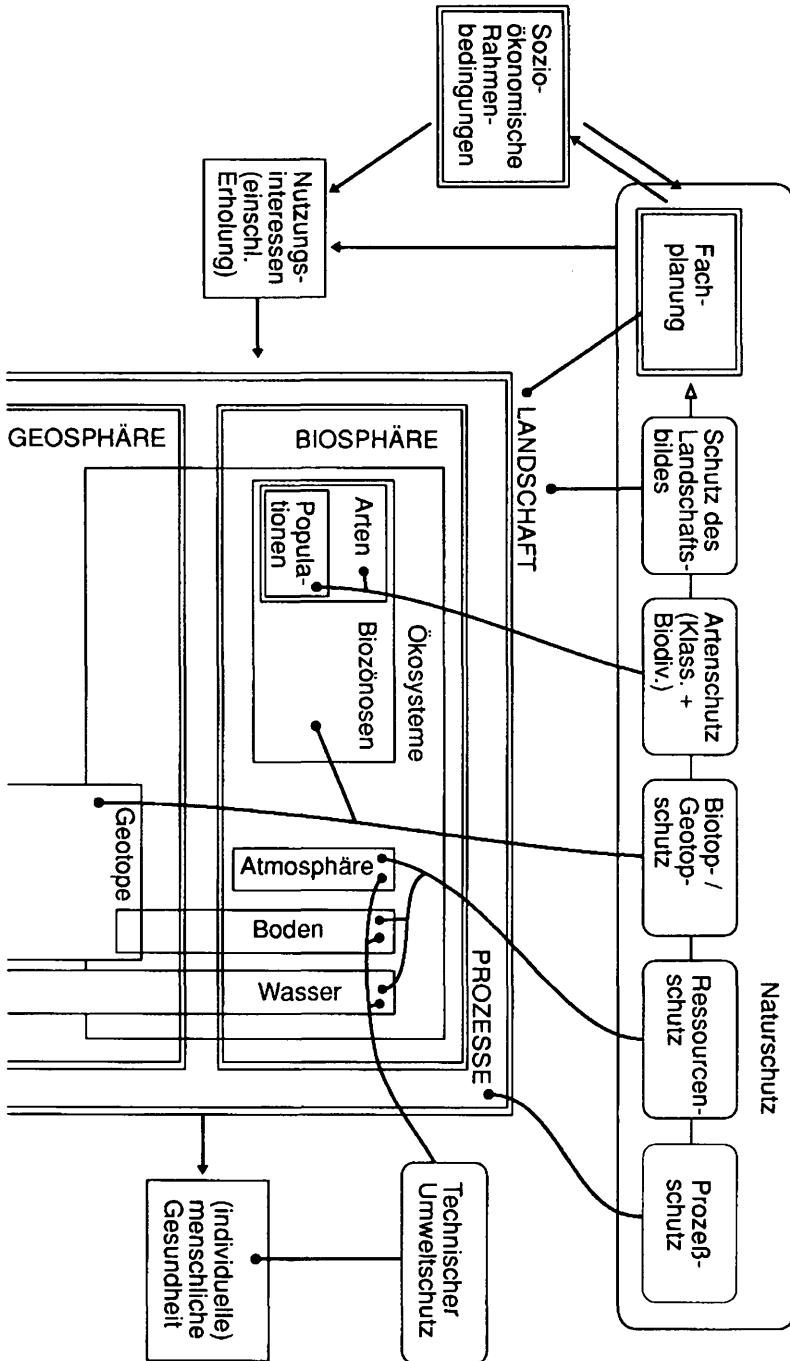 Naturschutz
Fach-
planung
Schutz des
Landschafts-
bildes
Artenschutz
(Klass. +
Biodiv.)
Biotop- /
Geotop-
schutz
Ressourcen-
schutz
Prozeß-
schutz
Sozio-
ökonomische
Rahmen-
bedingungen
Nutzungs-
interessen
(einschl.
Erholung)
LANDSCHAFT
PROZESSE
BIOSPHÄRE
Ökosysteme
Biozönosen
Arten
Popula-
tionen
Atmosphäre
Boden
Wasser
GEOSPHÄRE
Geotope
Technischer
Umweltschutz
(individuelle)
menschliche
Gesundheit